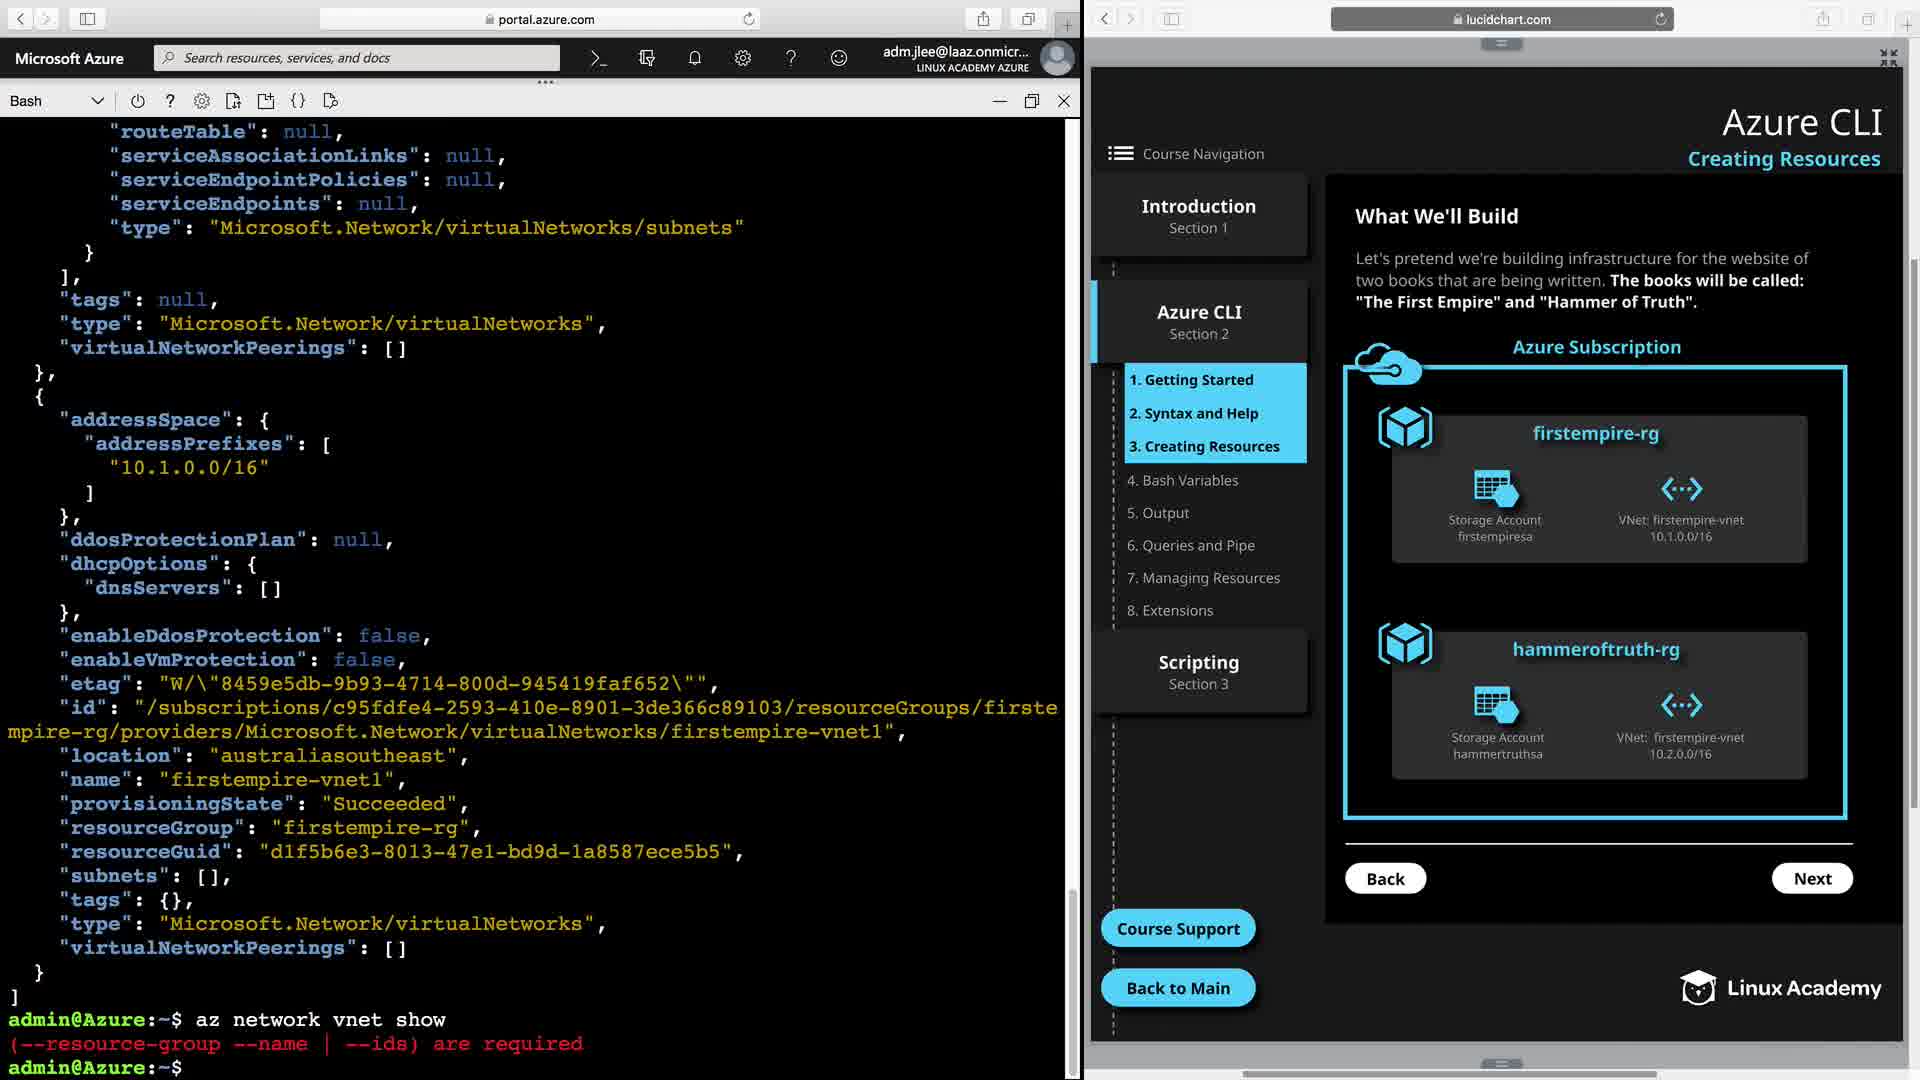 portal.azure.com
Microsoft Azure
Search resources, services, and docs
adm.jlee@laaz.onmicr...
LINUX ACADEMY AZURE
Bash
"routeTable": null,
"serviceAssociationLinks": null,
"serviceEndpointPolicies": null,
"serviceEndpoints": null,
"type": "Microsoft.Network/virtualNetworks/subnets"
}
],
"tags": null,
"type": "Microsoft.Network/virtualNetworks",
"virtualNetworkPeerings": []
},
{
"addressSpace": {
"addressPrefixes": [
"10.1.0.0/16"
]
},
"ddosProtectionPlan": null,
"dhcpOptions": {
"dnsServers": []
},
"enableDdosProtection": false,
"enableVmProtection": false,
"etag": "W/\"8459e5db-9b93-4714-800d-945419faf652\"",
"id": "/subscriptions/c95fdfe4-2593-410e-8901-3de366c89103/resourceGroups/firste
mpire-rg/providers/Microsoft.Network/virtualNetworks/firstempire-vnet1",
"location": "australiasoutheast",
"name": "firstempire-vnet1",
"provisioningState": "Succeeded",
"resourceGroup": "firstempire-rg",
"resourceGuid": "d1f5b6e3-8013-47e1-bd9d-1a8587ece5b5",
"subnets": [],
"tags": {},
"type": "Microsoft.Network/virtualNetworks",
"virtualNetworkPeerings": []
}
]
admin@Azure:~$ az network vnet show
(--resource-group --name | --ids) are required
admin@Azure:~$
lucidchart.com
Azure CLI
Creating Resources
Course Navigation
Introduction
Section 1
Azure CLI
Section 2
1. Getting Started
2. Syntax and Help
3. Creating Resources
4. Bash Variables
5. Output
6. Queries and Pipe
7. Managing Resources
8. Extensions
Scripting
Section 3
Course Support
Back to Main
What We'll Build
Let's pretend we're building infrastructure for the website of
two books that are being written. The books will be called:
"The First Empire" and "Hammer of Truth".
Azure Subscription
firstempire-rg
Storage Account
firstempiresa
VNet: firstempire-vnet
10.1.0.0/16
hammeroftruth-rg
Storage Account
hammertruthsa
VNet: firstempire-vnet
10.2.0.0/16
Back
Next
Linux Academy